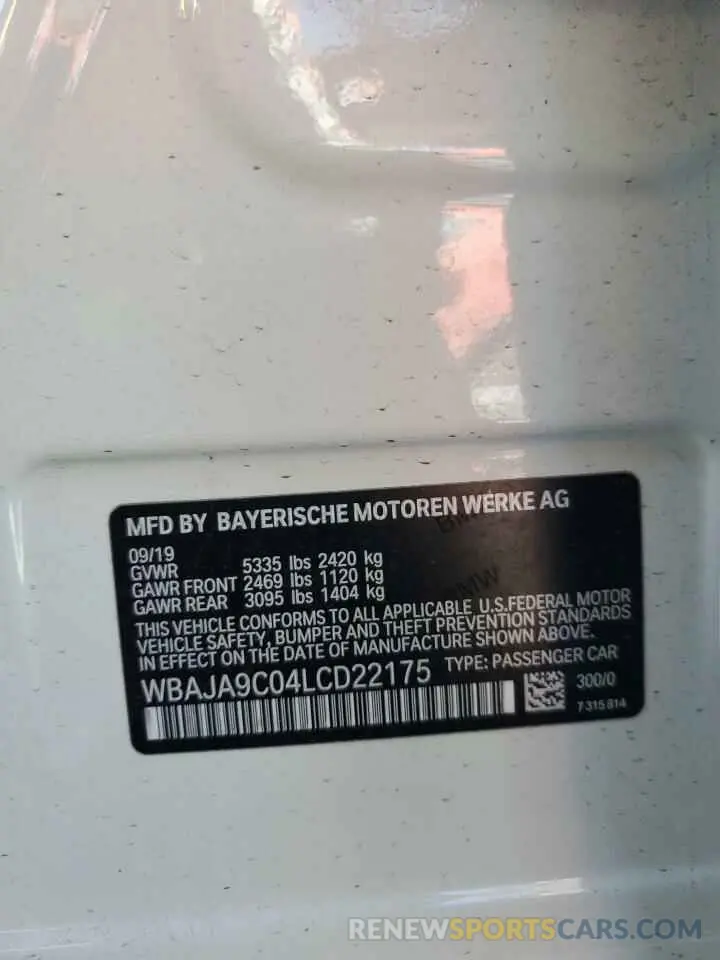 MFD BY BAYERISCHE MOTOREN WERKE AG
09/19
GVWR 5335 lbs 2420 kg
GAWR FRONT 2469 lbs 1120 kg
GAWR REAR 3095 lbs 1404 kg
THIS VEHICLE CONFORMS TO ALL APPLICABLE U.S.FEDERAL MOTOR
VEHICLE SAFETY, BUMPER AND THEFT PREVENTION STANDARDS
IN EFFECT ON THE DATE OF MANUFACTURE SHOWN ABOVE.
WBAJA9C04LCD22175 TYPE: PASSENGER CAR
300/0
7 315 814
RENEWSPORTSCARS.COM